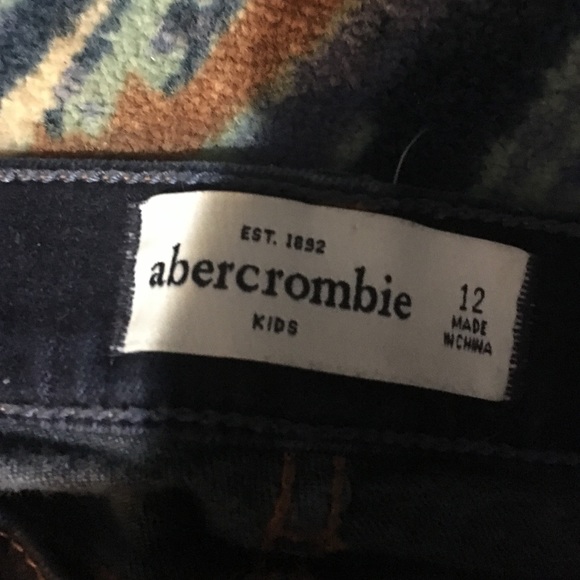 EST. 1892
abercrombie
KIDS
12
MADE
IN CHINA